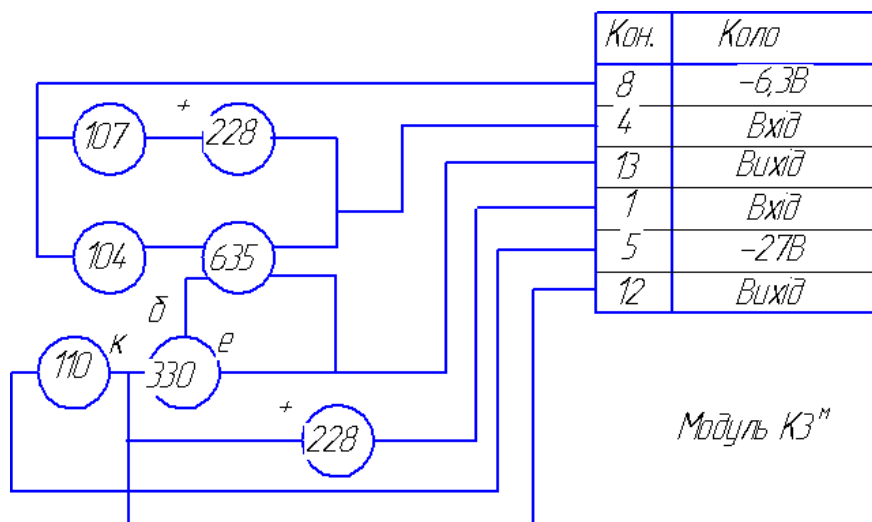 Кон. Коло
8 -6,3В
4 Вхід
13 Вихід
1 Вхід
5 -27В
12 Вихід
107 + 228
104 635
б
110 к 330 е
+ 228
Модуль К3ᴹ